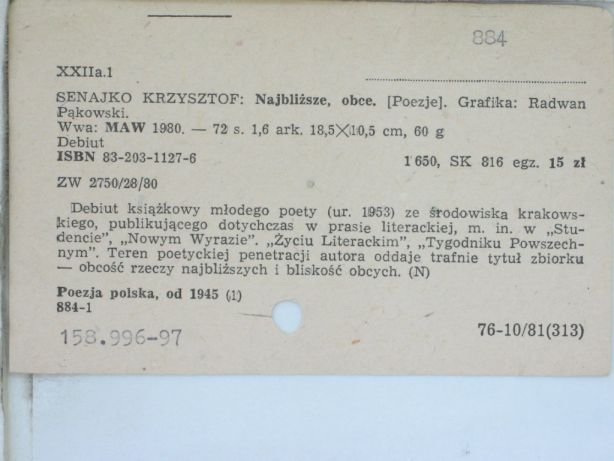 884
XXIIa.1
SENAJKO KRZYSZTOF: Najbliższe, obce. [Poezje]. Grafika: Radwan
Pąkowski.
Wwa: MAW 1980. — 72 s. 1,6 ark. 18,5×10,5 cm, 60 g
Debiut
ISBN 83-203-1127-6 1 650, SK 816 egz. 15 zł
ZW 2750/28/80
Debiut książkowy młodego poety (ur. 1953) ze środowiska krakows-
kiego, publikującego dotychczas w prasie literackiej, m. in. w „Stu-
dencie”, „Nowym Wyrazie”. „Życiu Literackim”, „Tygodniku Powszech-
nym”. Teren poetyckiej penetracji autora oddaje trafnie tytuł zbiorku
— obcość rzeczy najbliższych i bliskość obcych. (N)
Poezja polska, od 1945 (1)
884-1
158.996-97 76-10/81(313)